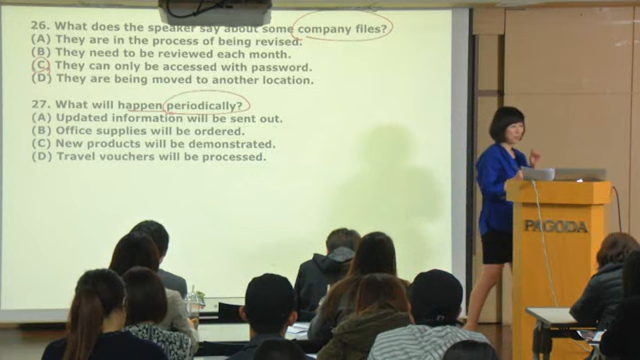 26. What does the speaker say about some company files?
(A) They are in the process of being revised.
(B) They need to be reviewed each month.
(C) They can only be accessed with password.
(D) They are being moved to another location.
27. What will happen periodically?
(A) Updated information will be sent out.
(B) Office supplies will be ordered.
(C) New products will be demonstrated.
(D) Travel vouchers will be processed.
PAGODA